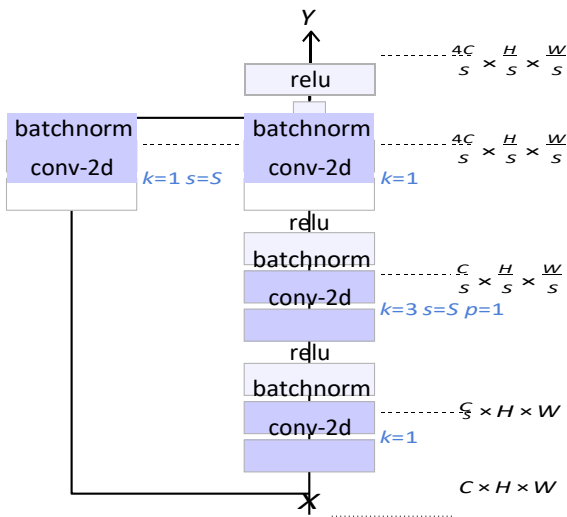 Y
4C/S × H/S × W/S
relu
batchnorm
batchnorm
4C/S × H/S × W/S
conv-2d
k=1 s=S
conv-2d
k=1
relu
batchnorm
C/S × H/S × W/S
conv-2d
k=3 s=S p=1
relu
batchnorm
C/S × H × W
conv-2d
k=1
C × H × W
X